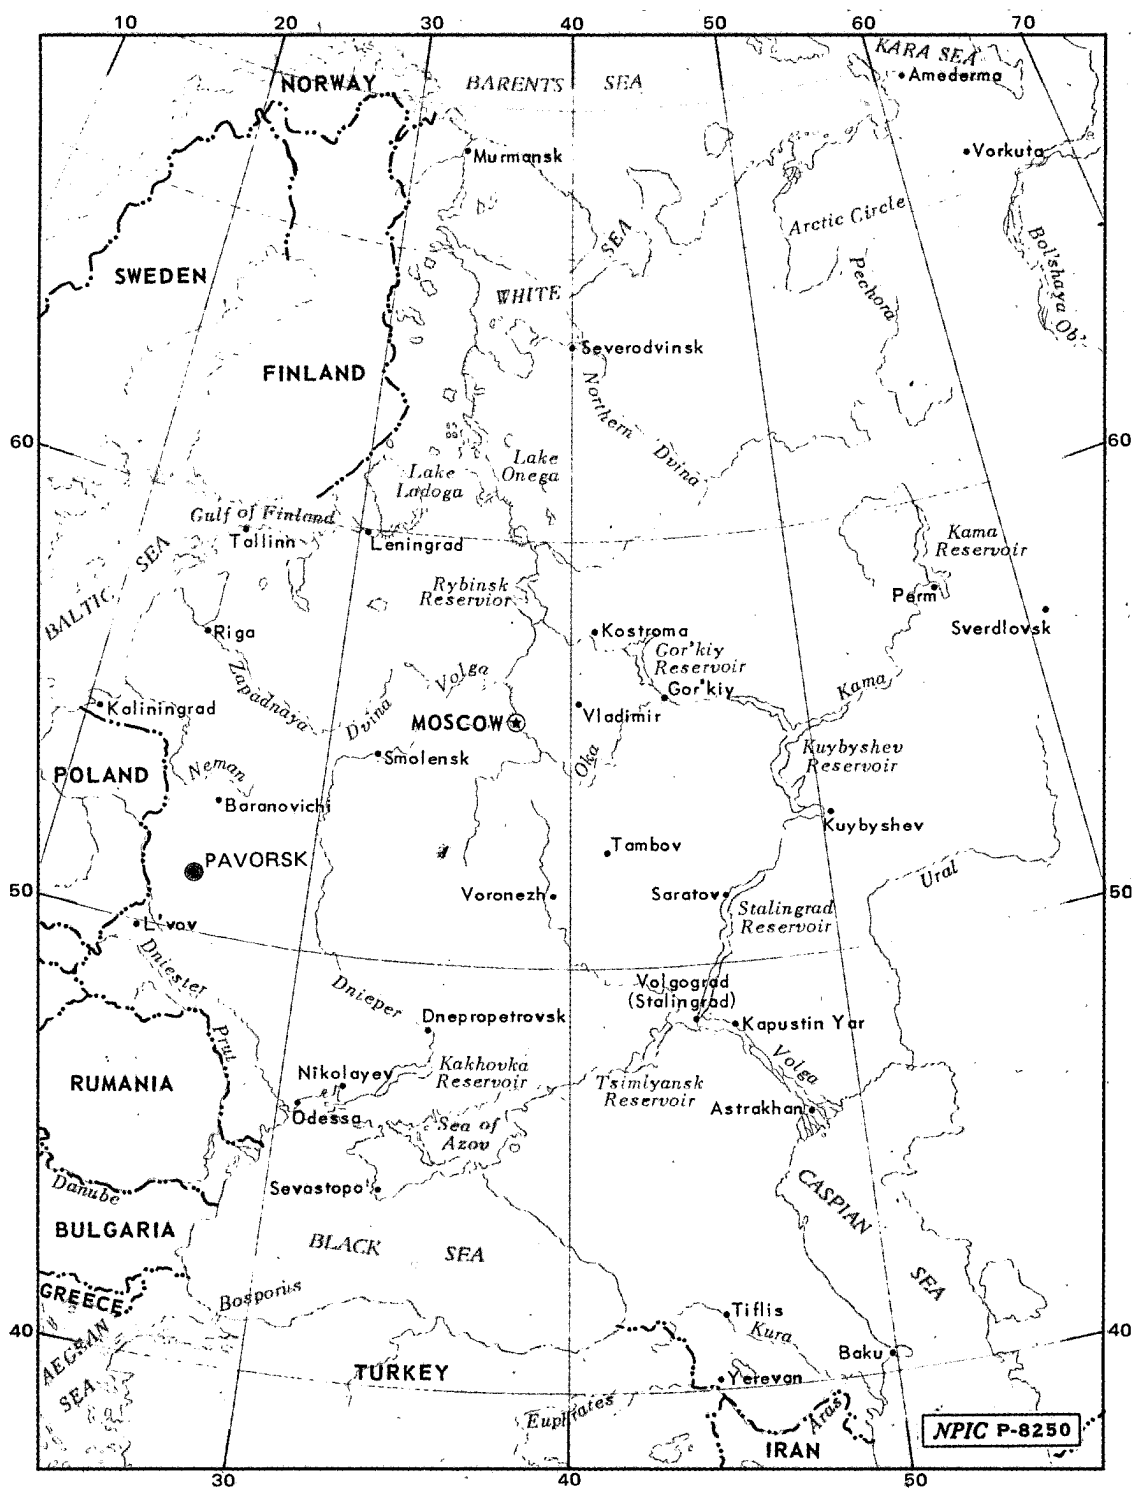 10 20 30 40 50 60 70
KARA SEA
Amederma
NORWAY
BARENTS SEA
Murmansk
Vorkuta
Arctic Circle
SEA
WHITE
SWEDEN
Pechora
Bol'shaya Ob'
Severodvinsk
FINLAND
Northern Dvina
60 60
Lake
Onega
Lake
Ladoga
Gulf of Finland
Tallinn
Leningrad
Kama
Reservoir
BALTIC SEA
Rybinsk
Reservior
Perm
Sverdlovsk
Riga
Kostroma
Gor'kiy
Reservoir
Gor'kiy
Zapadnaya Dvina
Volga
Kama
Kaliningrad
MOSCOW
Vladimir
Oka
Smolensk
Kuybyshev
Reservoir
POLAND
Neman
Baranovichi
Kuybyshev
PAVORSK
Tambov
Ural
50 50
Voronezh
Saratov
Stalingrad
Reservoir
L'vov
Dniester
Dnieper
Volgograd
(Stalingrad)
Dnepropetrovsk
Kapustin Yar
Prut
RUMANIA
Nikolayev
Kakhovka
Reservoir
Tsimlyansk
Reservoir
Volga
Astrakhan
Odessa
Sea of
Azov
Danube
Sevastopo'
CASPIAN SEA
BULGARIA
BLACK SEA
GREECE
Bosporus
Tiflis
Kura
40 40
AEGSAN
SEA
TURKEY
Baku
Yerevan
Euphrates
Aras
IRAN
NPIC P-8250
30 40 50